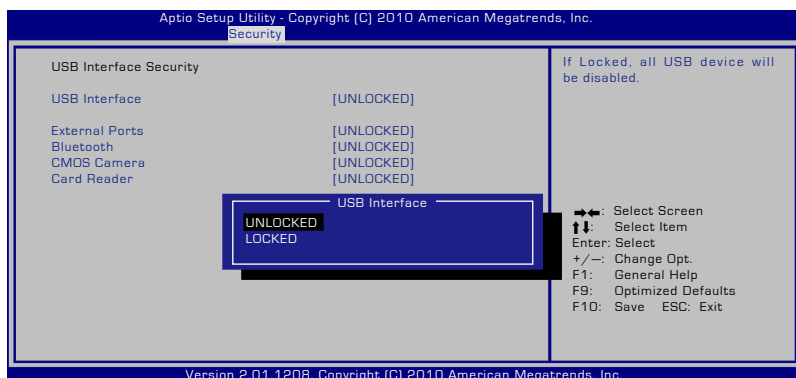 Aptio Setup Utility - Copyright (C) 2010 American Megatrends, Inc.
Security
USB Interface Security
USB Interface [UNLOCKED]
External Ports [UNLOCKED]
Bluetooth [UNLOCKED]
CMOS Camera [UNLOCKED]
Card Reader [UNLOCKED]
USB Interface
UNLOCKED
LOCKED
If Locked, all USB device will
be disabled.
→←: Select Screen
↑↓: Select Item
Enter: Select
+/—: Change Opt.
F1: General Help
F9: Optimized Defaults
F10: Save ESC: Exit
Version 2.01.1208. Copyright (C) 2010 American Megatrends, Inc.